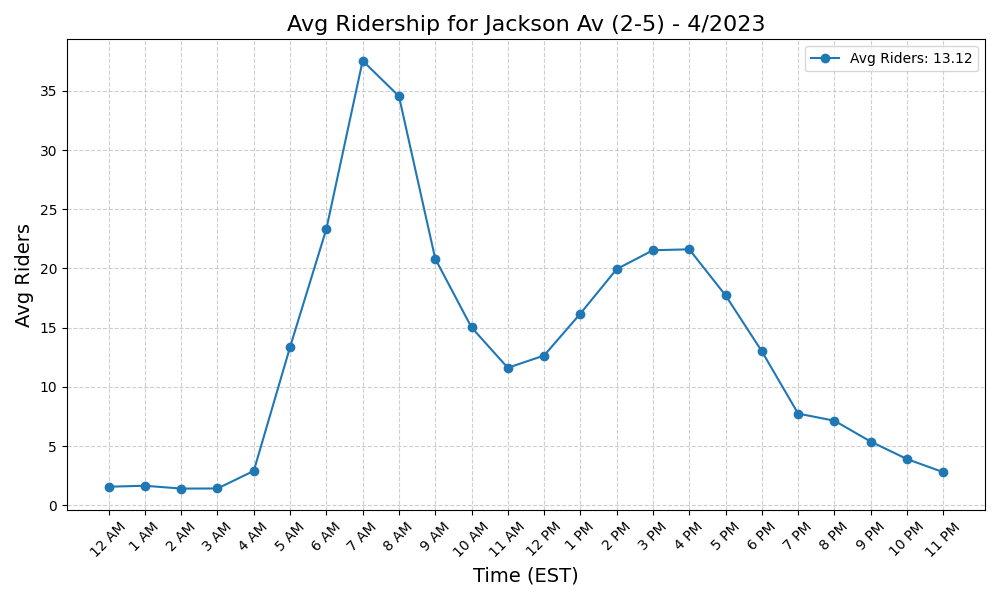 Avg Ridership for Jackson Av (2-5) - 4/2023
Avg Riders: 13.12
Avg Riders
35
30
25
20
15
10
5
0
12 AM
1 AM
2 AM
3 AM
4 AM
5 AM
6 AM
7 AM
8 AM
9 AM
10 AM
11 AM
12 PM
1 PM
2 PM
3 PM
4 PM
5 PM
6 PM
7 PM
8 PM
9 PM
10 PM
11 PM
Time (EST)